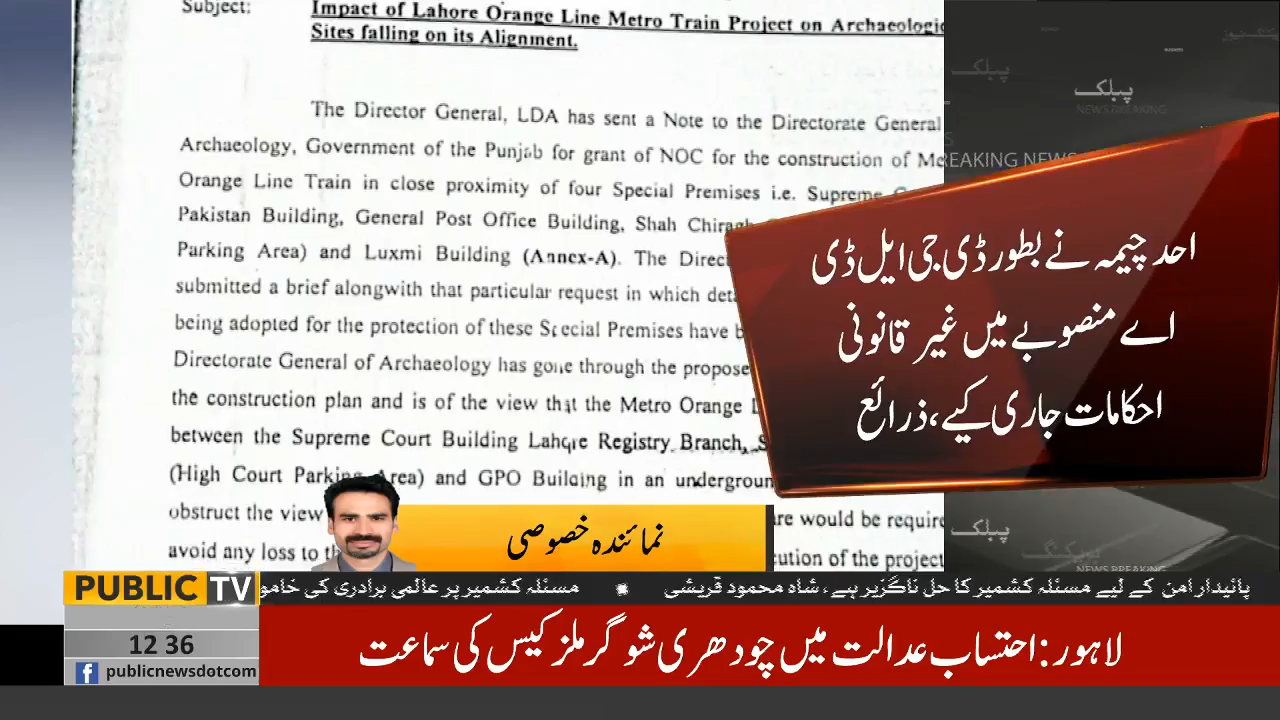 Subject: Impact of Lahore Orange Line Metro Train Project on Archaeologic
Sites falling on its Alignment.
The Director General, LDA has sent a Note to the Directorate General
Archaeology, Government of the Punjab for grant of NOC for the construction of Me
Orange Line Train in close proximity of four Special Premises i.e. Supreme
Pakistan Building, General Post Office Building, Shah Chiragh
Parking Area) and Luxmi Building (Annex-A). The Direc
submitted a brief alongwith that particular request in which det
being adopted for the protection of these Special Premises have b
Directorate General of Archaeology has gone through the propose
the construction plan and is of the view that the Metro Orange
between the Supreme Court Building Lahore Registry Branch, S
(High Court Parking Area) and GPO Building in an undergroun
obstruct the view
are would be require
avoid any loss to th
cution of the project
پبلک
NEWS BREAKING
REAKING NEWS
احد چیمہ نے بطور ڈی جی ایل ڈی
اے منصوبے میں غیر قانونی
احکامات جاری کیے، ذرائع
پبلک
NEWS BREAKING
نمائندہ خصوصی
PUBLIC TV
پائیدار امن کے لیے مسئلہ کشمیر کا حل ناگزیر ہے، شاہ محمود قریشی
مسئلہ کشمیر پر عالمی برادری کی خامو
12 36
publicnewsdotcom
لاہور: احتساب عدالت میں چودھری شوگر ملز کیس کی سماعت